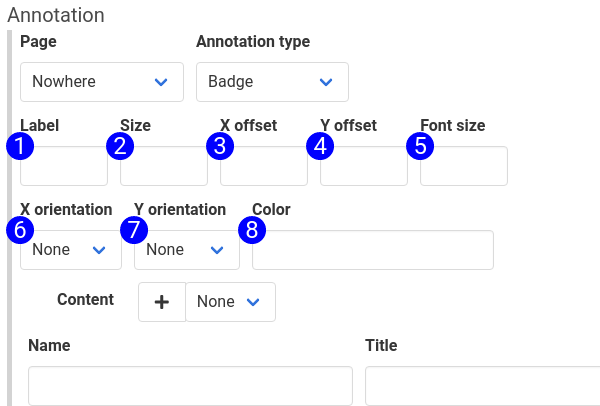 Annotation
Page Annotation type
Nowhere Badge
Label Size X offset Y offset Font size
1 2 3 4 5
X orientation Y orientation Color
6 7 8
None None
Content + None
Name Title